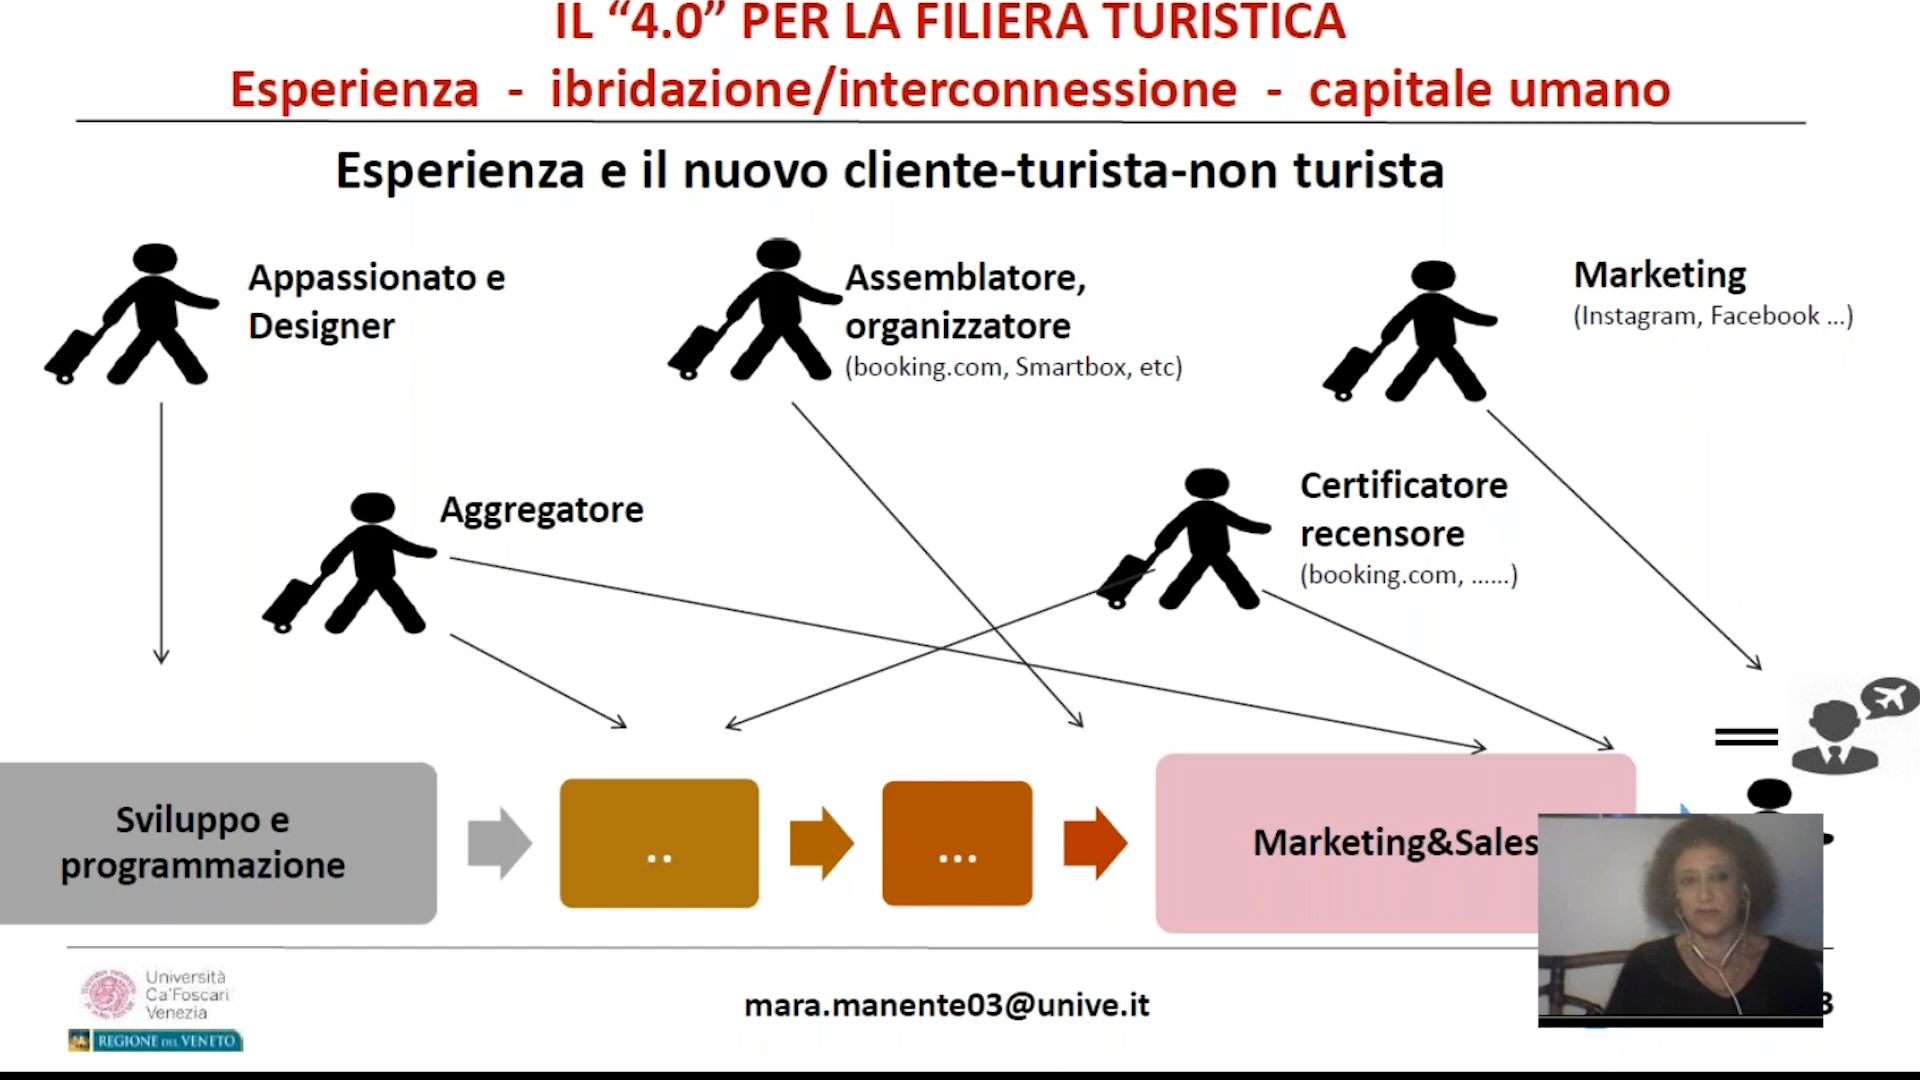 IL “4.0” PER LA FILIERA TURISTICA
Esperienza - ibridazione/interconnessione - capitale umano
Esperienza e il nuovo cliente-turista-non turista
Appassionato e
Designer
Assemblatore,
organizzatore
(booking.com, Smartbox, etc)
Marketing
(Instagram, Facebook ...)
Aggregatore
Certificatore
recensore
(booking.com, ......)
Sviluppo e
programmazione
..
...
Marketing&Sales
Università
Ca'Foscari
Venezia
REGIONE DEL VENETO
mara.manente03@unive.it
3